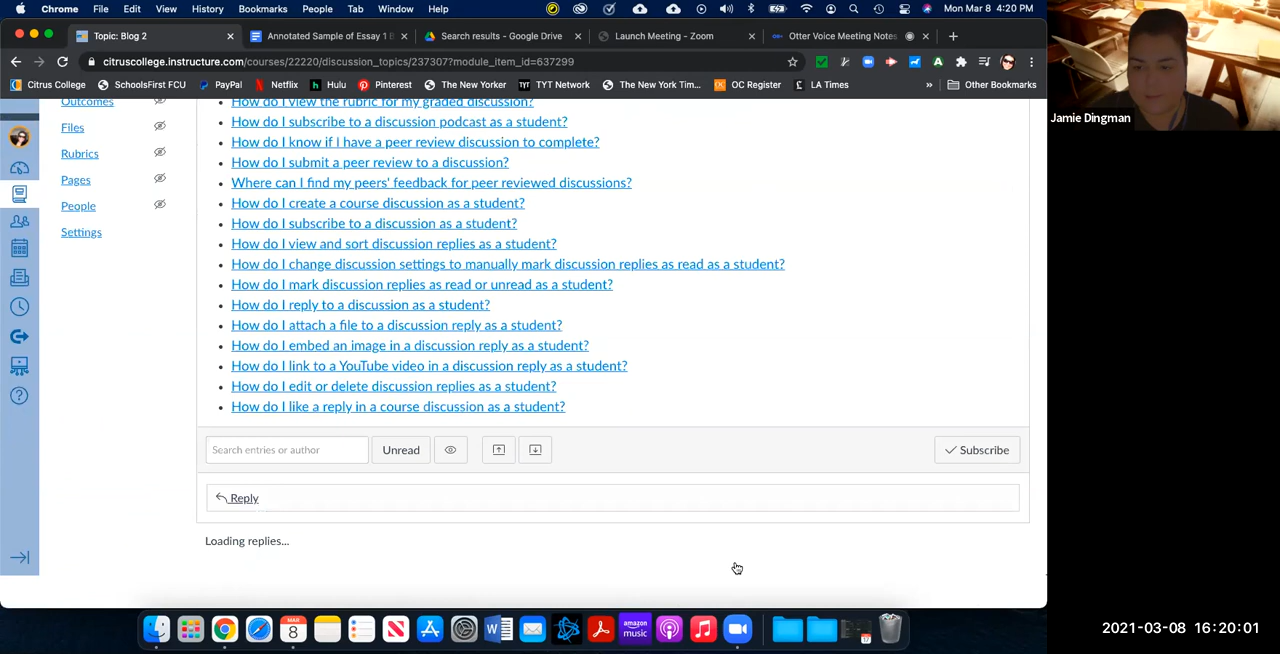 Chrome File Edit View History Bookmarks People Tab Window Help Mon Mar 8 4:20 PM
Topic: Blog 2 Annotated Sample of Essay 1 Search results - Google Drive Launch Meeting - Zoom Otter Voice Meeting Notes
citruscollege.instructure.com/courses/22220/discussion_topics/237307?module_item_id=637299
Citrus College SchoolsFirst FCU PayPal Netflix Hulu Pinterest The New Yorker TYT Network The New York Tim... OC Register LA Times » Other Bookmarks
Outcomes
Files
Rubrics
Pages
People
Settings
How do I view the rubric for my graded discussion?
How do I subscribe to a discussion podcast as a student?
How do I know if I have a peer review discussion to complete?
How do I submit a peer review to a discussion?
Where can I find my peers' feedback for peer reviewed discussions?
How do I create a course discussion as a student?
How do I subscribe to a discussion as a student?
How do I view and sort discussion replies as a student?
How do I change discussion settings to manually mark discussion replies as read as a student?
How do I mark discussion replies as read or unread as a student?
How do I reply to a discussion as a student?
How do I attach a file to a discussion reply as a student?
How do I embed an image in a discussion reply as a student?
How do I link to a YouTube video in a discussion reply as a student?
How do I edit or delete discussion replies as a student?
How do I like a reply in a course discussion as a student?
Search entries or author Unread Subscribe
Reply
Loading replies...
Jamie Dingman
MAR
8
amazon music
2021-03-08 16:20:01